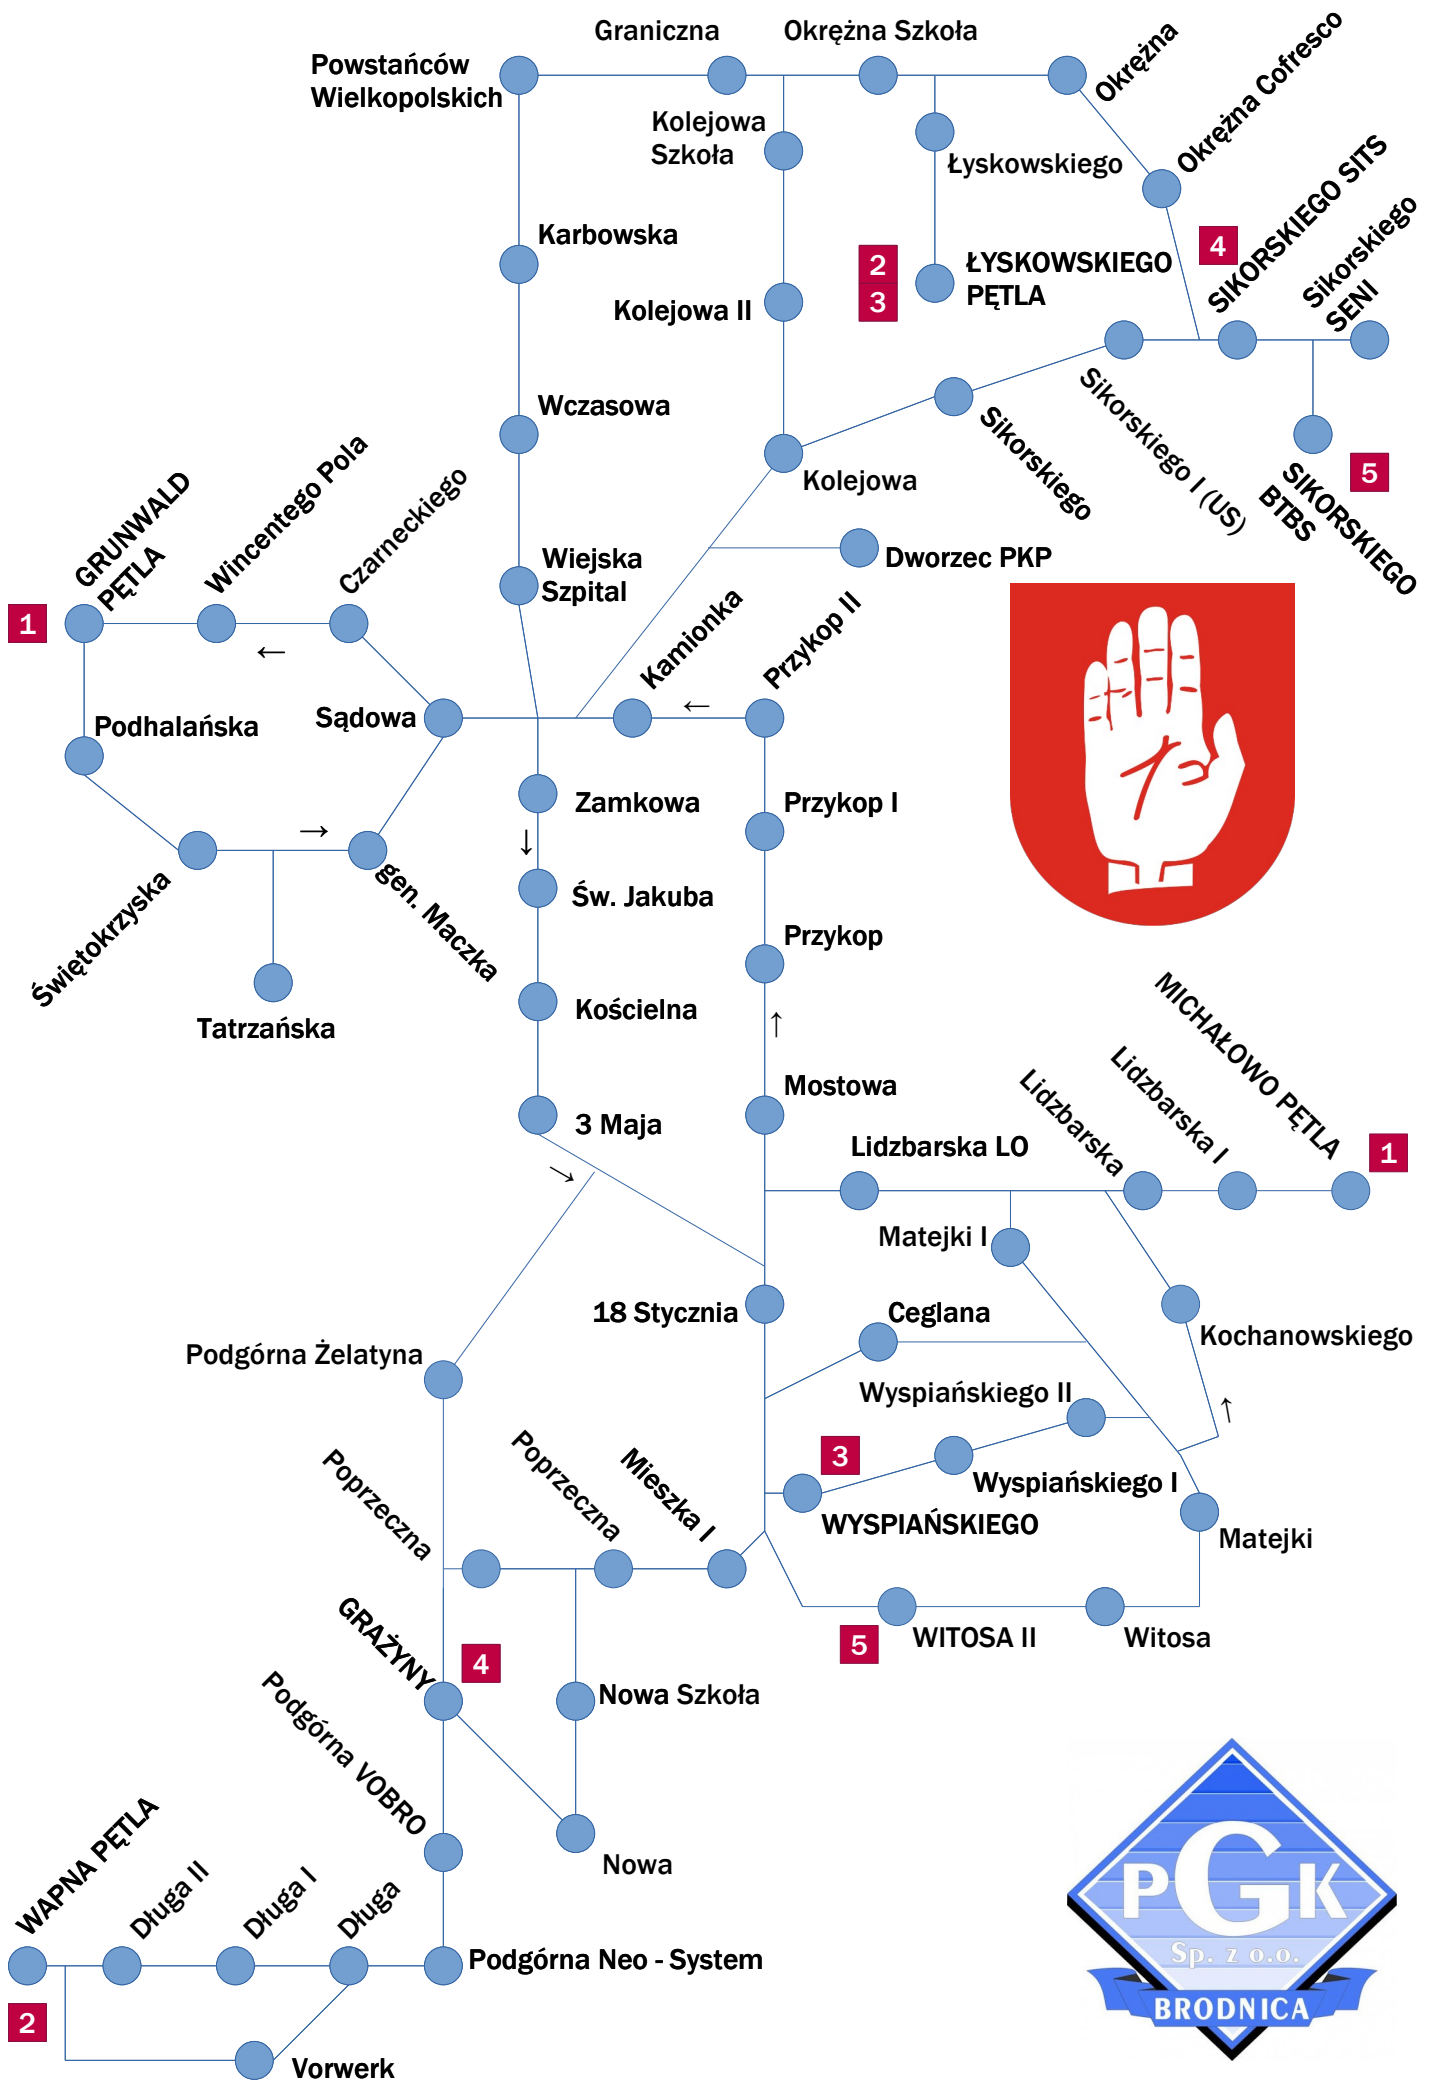 Graniczna
Okrężna Szkoła
Okrężna
Okrężna Cofresco
Powstańców
Wielkopolskich
Kolejowa
Szkoła
Łyskowskiego
SIKORSKIEGO SITS
Sikorskiego
SENI
4
Karbowska
2
3
ŁYSKOWSKIEGO
PĘTLA
Kolejowa II
Wczasowa
Sikorskiego
Sikorskiego I (US)
SIKORSKIEGO
BTBS
5
Kolejowa
GRUNWALD
PĘTLA
Wincentego Pola
Czarneckiego
Wiejska
Szpital
Dworzec PKP
1
←
Kamionka
Przykop II
←
Podhalańska
Sądowa
Zamkowa
Przykop I
→
↓
Świętokrzyska
gen. Maczka
Św. Jakuba
Przykop
Tatrzańska
Kościelna
↑
MICHAŁOWO PĘTLA
Mostowa
Lidzbarska
Lidzbarska I
3 Maja
Lidzbarska LO
1
→
Matejki I
18 Stycznia
Ceglana
Kochanowskiego
Podgórna Żelatyna
Wyspiańskiego II
↑
Poprzeczna
Poprzeczna
Mieszka I
3
Wyspiańskiego I
WYSPIAŃSKIEGO
Matejki
GRAŻYNY
4
5
WITOSA II
Witosa
Nowa Szkoła
Podgórna VOBRO
Nowa
WAPNA PĘTLA
Długa II
Długa I
Długa
Podgórna Neo - System
2
Vorwerk
PGK
Sp. z o.o.
BRODNICA